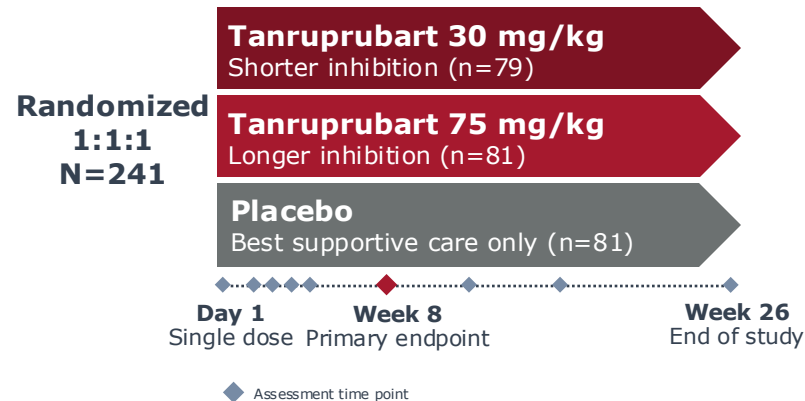 Tanruprubart 30 mg/kg
Shorter inhibition (n=79)
Randomized
1:1:1
N=241
Tanruprubart 75 mg/kg
Longer inhibition (n=81)
Placebo
Best supportive care only (n=81)
Day 1
Single dose
Week 8
Primary endpoint
Week 26
End of study
Assessment time point